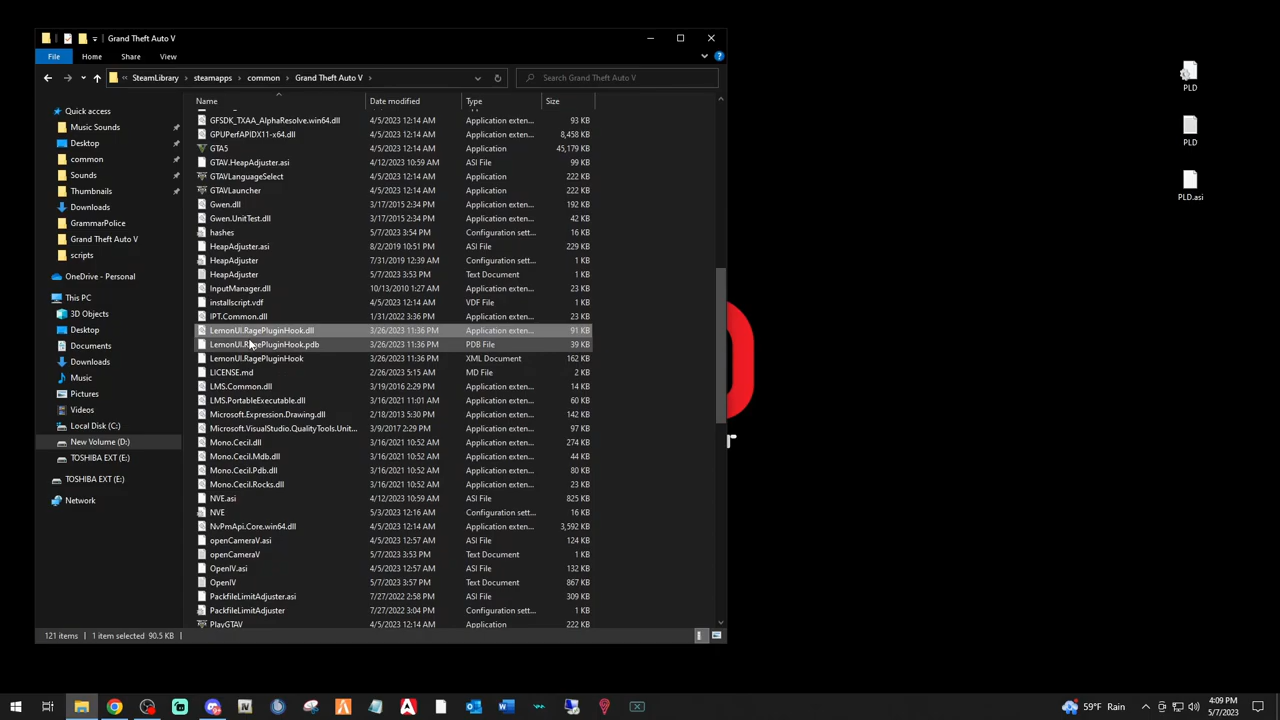 Grand Theft Auto V
File Home Share View
« SteamLibrary > steamapps > common > Grand Theft Auto V >
Search Grand Theft Auto V
Quick access
Music Sounds
Desktop
common
Sounds
Thumbnails
Downloads
GrammarPolice
Grand Theft Auto V
scripts
OneDrive - Personal
This PC
3D Objects
Desktop
Documents
Downloads
Music
Pictures
Videos
Local Disk (C:)
New Volume (D:)
TOSHIBA EXT (E:)
TOSHIBA EXT (E:)
Network
Name Date modified Type Size
GFSDK_TXAA_AlphaResolve.win64.dll 4/5/2023 12:14 AM Application exten... 93 KB
GPUPerfAPIDX11-x64.dll 4/5/2023 12:14 AM Application exten... 8,458 KB
GTA5 4/5/2023 12:14 AM Application 45,179 KB
GTAV.HeapAdjuster.asi 4/12/2023 10:59 AM ASI File 99 KB
GTAVLanguageSelect 4/5/2023 12:14 AM Application 222 KB
GTAVLauncher 4/5/2023 12:14 AM Application 222 KB
Gwen.dll 3/17/2015 2:34 PM Application exten... 192 KB
Gwen.UnitTest.dll 3/17/2015 2:34 PM Application exten... 42 KB
hashes 5/7/2023 3:54 PM Configuration sett... 16 KB
HeapAdjuster.asi 8/2/2019 10:51 PM ASI File 229 KB
HeapAdjuster 7/31/2019 12:39 AM Configuration sett... 1 KB
HeapAdjuster 5/7/2023 3:53 PM Text Document 1 KB
InputManager.dll 10/13/2010 1:27 AM Application exten... 23 KB
installscript.vdf 4/5/2023 12:14 AM VDF File 1 KB
IPT.Common.dll 1/31/2022 3:36 PM Application exten... 23 KB
LemonUI.RagePluginHook.dll 3/26/2023 11:36 PM Application exten... 91 KB
LemonUI.RagePluginHook.pdb 3/26/2023 11:36 PM PDB File 39 KB
LemonUI.RagePluginHook 3/26/2023 11:36 PM XML Document 162 KB
LICENSE.md 2/26/2023 5:15 AM MD File 2 KB
LMS.Common.dll 3/19/2016 2:29 PM Application exten... 14 KB
LMS.PortableExecutable.dll 3/16/2021 11:01 AM Application exten... 60 KB
Microsoft.Expression.Drawing.dll 2/18/2013 5:30 PM Application exten... 142 KB
Microsoft.VisualStudio.QualityTools.Unit... 3/9/2017 2:29 PM Application exten... 97 KB
Mono.Cecil.dll 3/16/2021 10:52 AM Application exten... 274 KB
Mono.Cecil.Mdb.dll 3/16/2021 10:52 AM Application exten... 44 KB
Mono.Cecil.Pdb.dll 3/16/2021 10:52 AM Application exten... 80 KB
Mono.Cecil.Rocks.dll 3/16/2021 10:52 AM Application exten... 23 KB
NVE.asi 4/12/2023 10:59 AM ASI File 825 KB
NVE 5/3/2023 12:16 AM Configuration sett... 16 KB
NvPmApi.Core.win64.dll 4/5/2023 12:14 AM Application exten... 3,592 KB
openCameraV.asi 4/5/2023 12:57 AM ASI File 124 KB
openCameraV 5/7/2023 3:53 PM Text Document 1 KB
OpenIV.asi 4/5/2023 12:57 AM ASI File 132 KB
OpenIV 5/7/2023 3:57 PM Text Document 867 KB
PackfileLimitAdjuster.asi 7/27/2022 2:58 PM ASI File 309 KB
PackfileLimitAdjuster 7/27/2022 2:58 PM Configuration sett... 1 KB
PlayGTAV 4/5/2023 12:14 AM Application 222 KB
121 items 1 item selected 90.5 KB
PLD
PLD
PLD.asi
59°F Rain
4:09 PM
5/7/2023